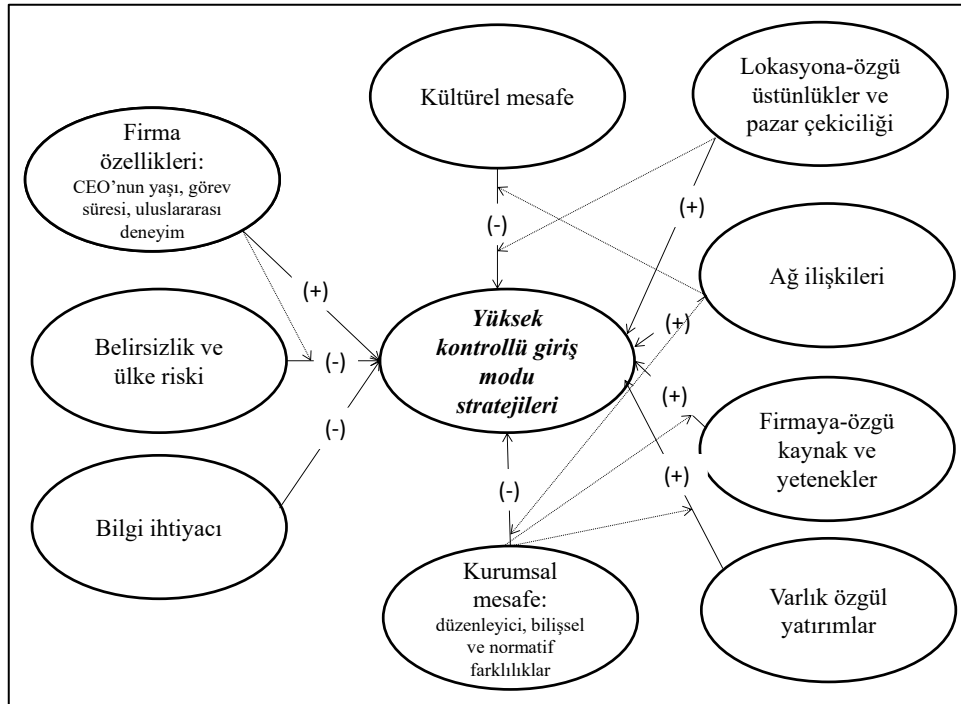 Kültürel mesafe
Lokasyona-özgü
üstünlükler ve
pazar çekiciliği
Firma
özellikleri:
CEO’nun yaşı, görev
süresi, uluslararası
deneyim
(-)
(+)
Ağ ilişkileri
(+)
(+)
Belirsizlik ve
ülke riski
(-)
Yüksek
kontrollü giriş
modu
stratejileri
(+)
(-)
Firmaya-özgü
kaynak ve
yetenekler
(+)
(-)
Bilgi ihtiyacı
Kurumsal
mesafe:
düzenleyici, bilişsel
ve normatif
farklılıklar
Varlık özgül
yatırımlar